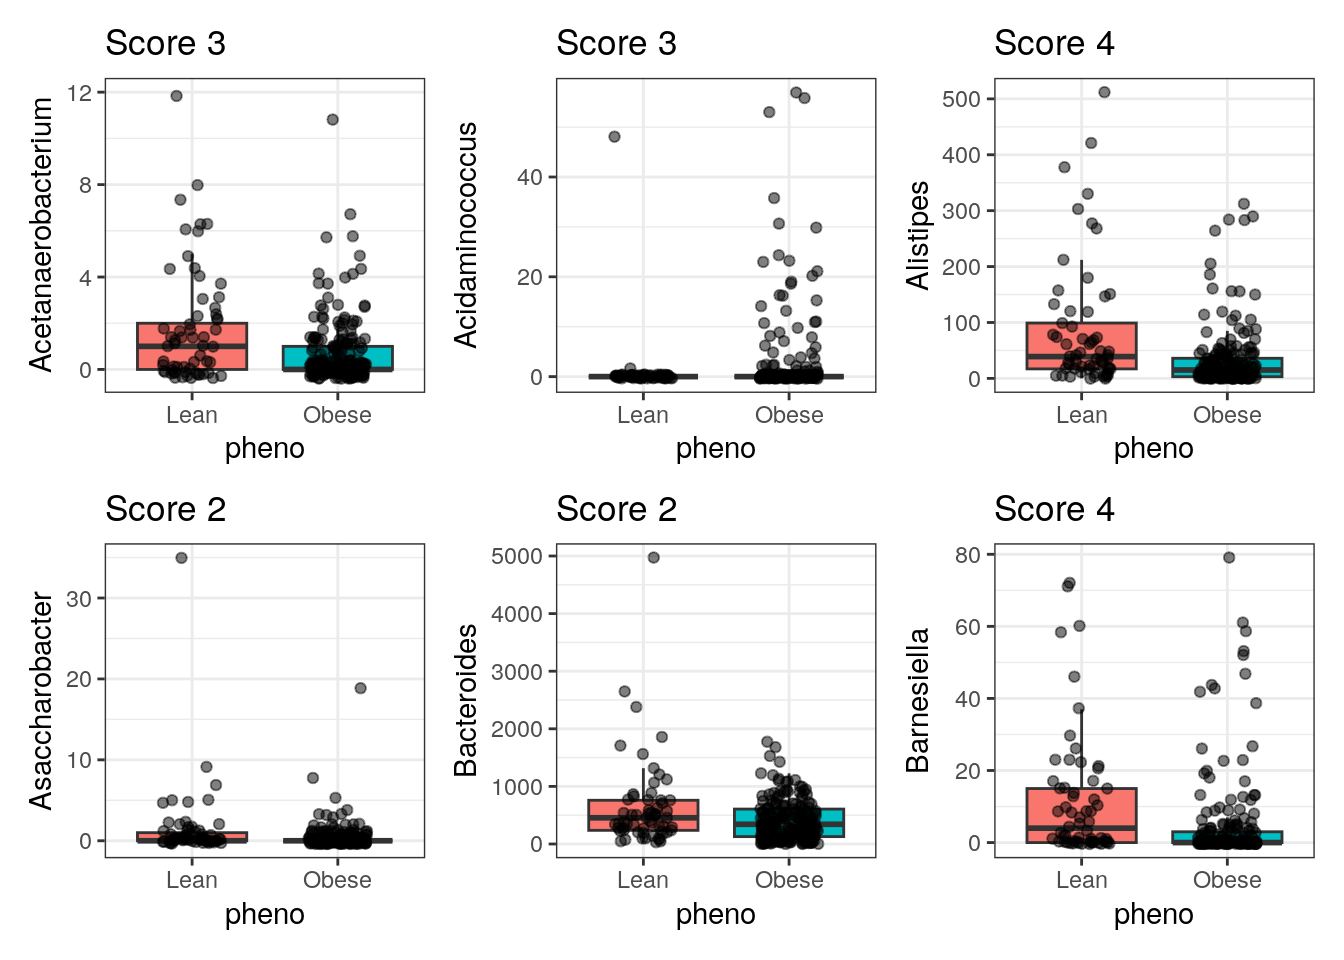 Score 3
Acetanaerobacterium
12
8
4
0
Lean Obese
pheno
Score 3
Acidaminococcus
40
20
0
Lean Obese
pheno
Score 4
Alistipes
500
400
300
200
100
0
Lean Obese
pheno
Score 2
Asaccharobacter
30
20
10
0
Lean Obese
pheno
Score 2
Bacteroides
5000
4000
3000
2000
1000
0
Lean Obese
pheno
Score 4
Barnesiella
80
60
40
20
0
Lean Obese
pheno